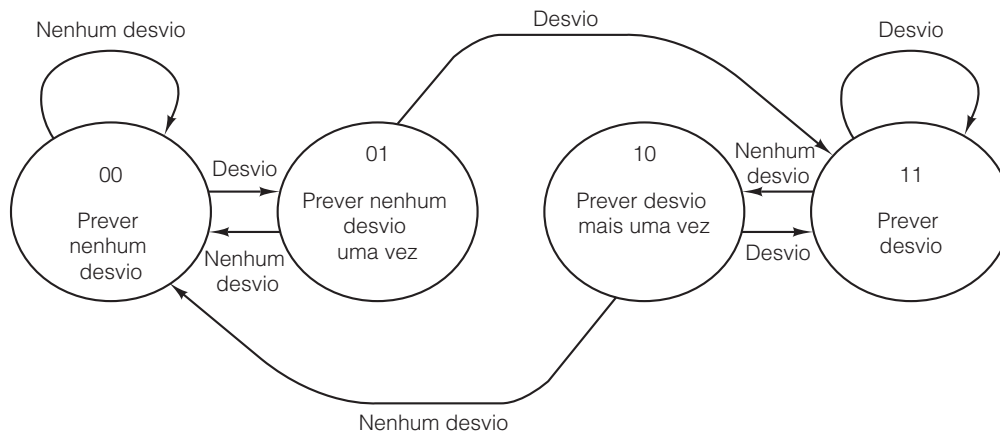 Desvio
Nenhum desvio
Desvio
00
Prever
nenhum
desvio
Desvio
Nenhum
desvio
01
Prever nenhum
desvio
uma vez
10
Prever desvio
mais uma vez
Nenhum
desvio
Desvio
11
Prever
desvio
Nenhum desvio